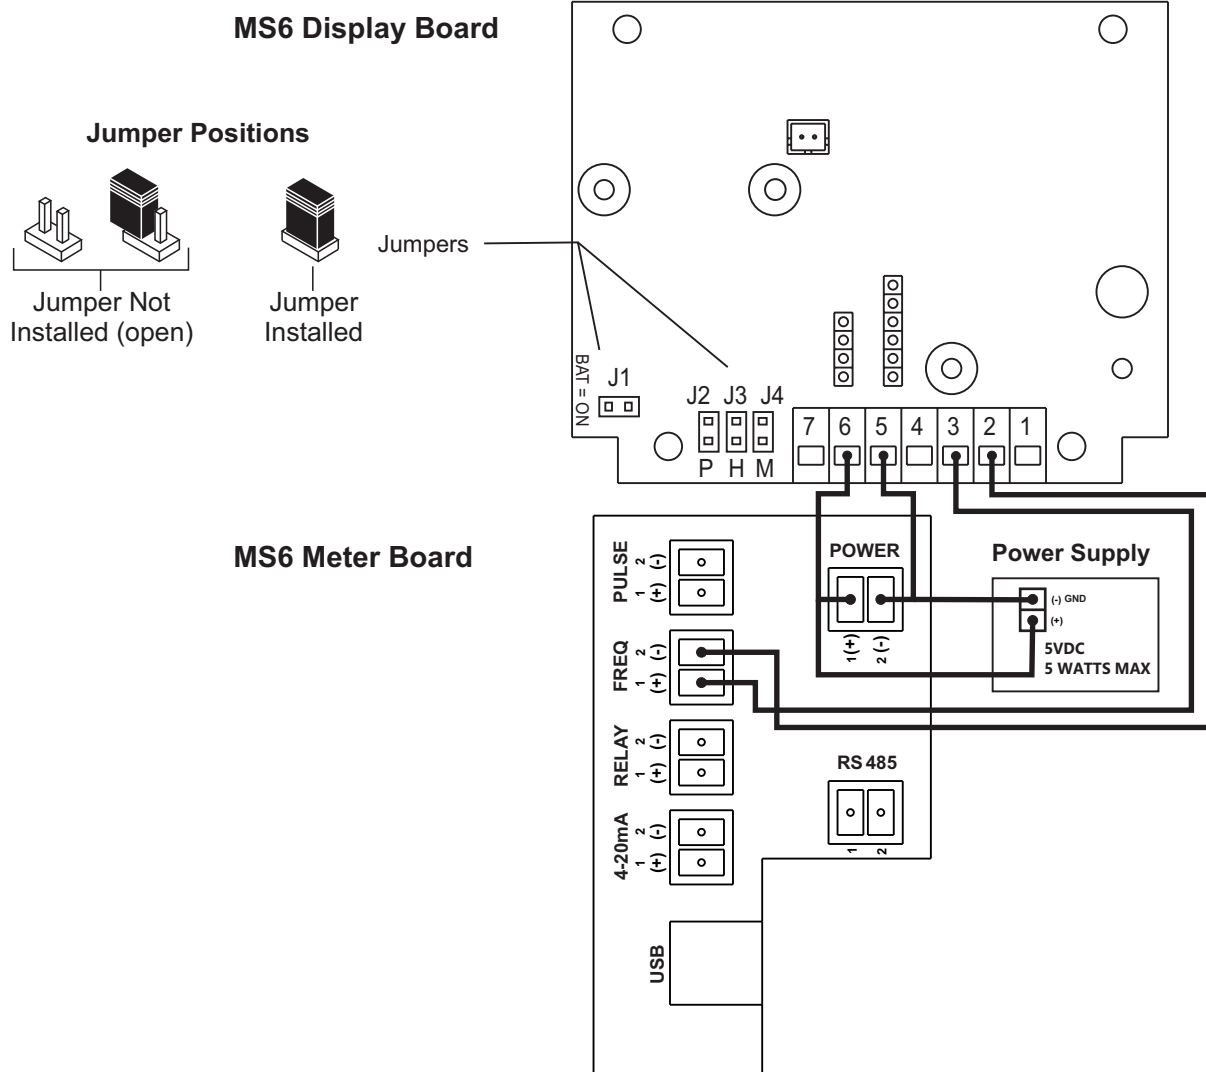 MS6 Display Board
Jumper Positions
Jumpers
Jumper Not
Installed (open)
Jumper
Installed
BAT = ON
J1
J2 J3 J4
P H M
7 6 5 4 3 2 1
MS6 Meter Board
PULSE
1 2
(+) (-)
POWER
1 (+)
2 (-)
Power Supply
(-) GND
(+)
5VDC
5 WATTS MAX
FREQ
1 2
(+) (-)
RELAY
1 2
(+) (-)
RS 485
1 2
4-20mA
1 2
(+) (-)
USB